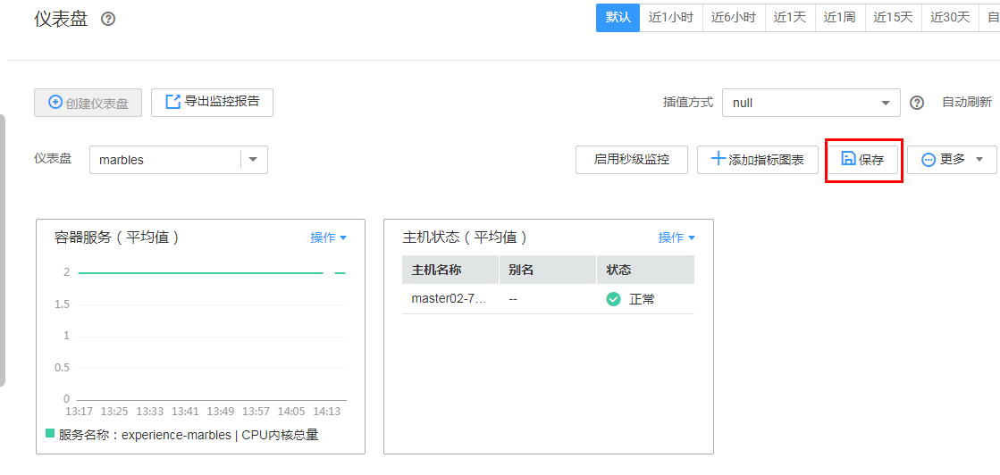 仪表盘
默认 近1小时 近6小时 近1天 近1周 近15天 近30天 自
创建仪表盘 导出监控报告 插值方式 null 自动刷新
仪表盘 marbles 启用秒级监控 添加指标图表 保存 更多
容器服务（平均值） 操作
2
1.5
1
0.5
0
13:17 13:25 13:33 13:41 13:49 13:57 14:05 14:13
服务名称：experience-marbles | CPU内核总量
主机状态（平均值） 操作
主机名称 别名 状态
master02-7... -- 正常